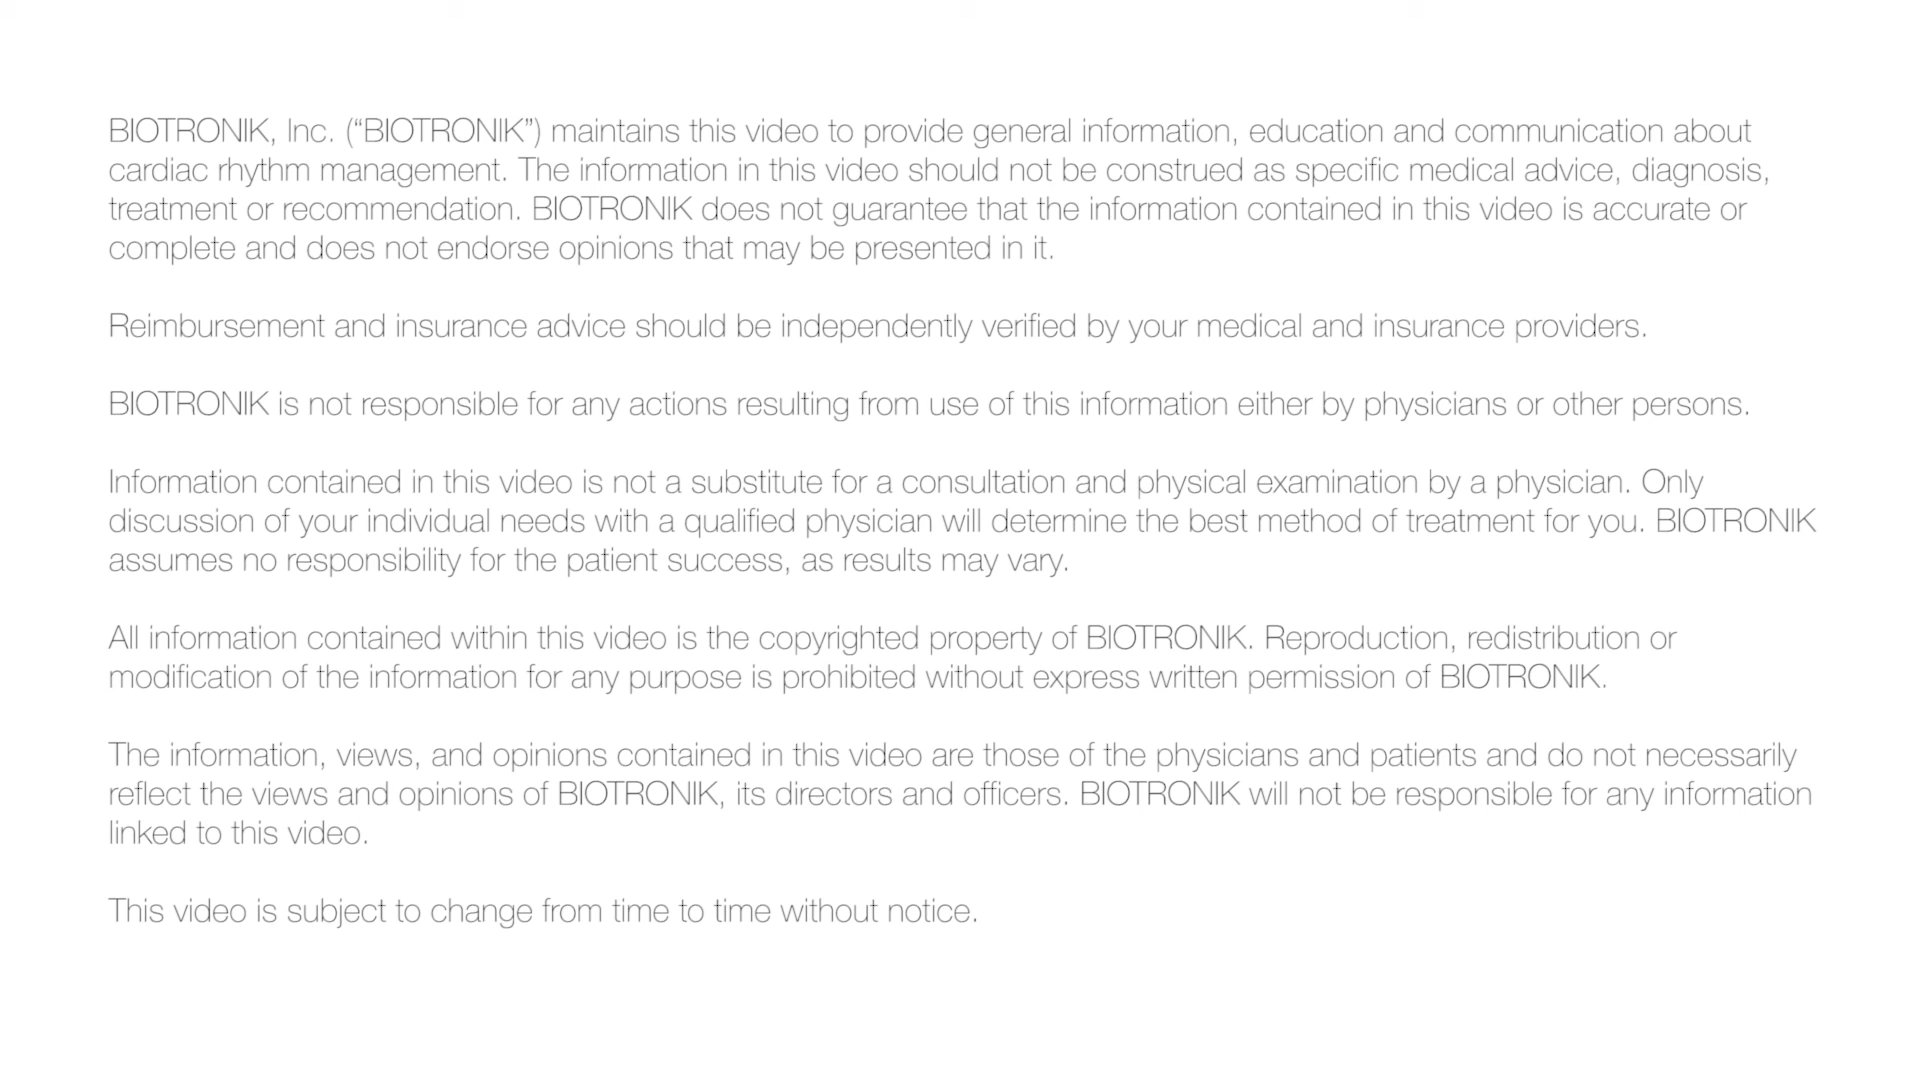 BIOTRONIK, Inc. (“BIOTRONIK”) maintains this video to provide general information, education and communication about
cardiac rhythm management. The information in this video should not be construed as specific medical advice, diagnosis,
treatment or recommendation. BIOTRONIK does not guarantee that the information contained in this video is accurate or
complete and does not endorse opinions that may be presented in it.
Reimbursement and insurance advice should be independently verified by your medical and insurance providers.
BIOTRONIK is not responsible for any actions resulting from use of this information either by physicians or other persons.
Information contained in this video is not a substitute for a consultation and physical examination by a physician. Only
discussion of your individual needs with a qualified physician will determine the best method of treatment for you. BIOTRONIK
assumes no responsibility for the patient success, as results may vary.
All information contained within this video is the copyrighted property of BIOTRONIK. Reproduction, redistribution or
modification of the information for any purpose is prohibited without express written permission of BIOTRONIK.
The information, views, and opinions contained in this video are those of the physicians and patients and do not necessarily
reflect the views and opinions of BIOTRONIK, its directors and officers. BIOTRONIK will not be responsible for any information
linked to this video.
This video is subject to change from time to time without notice.